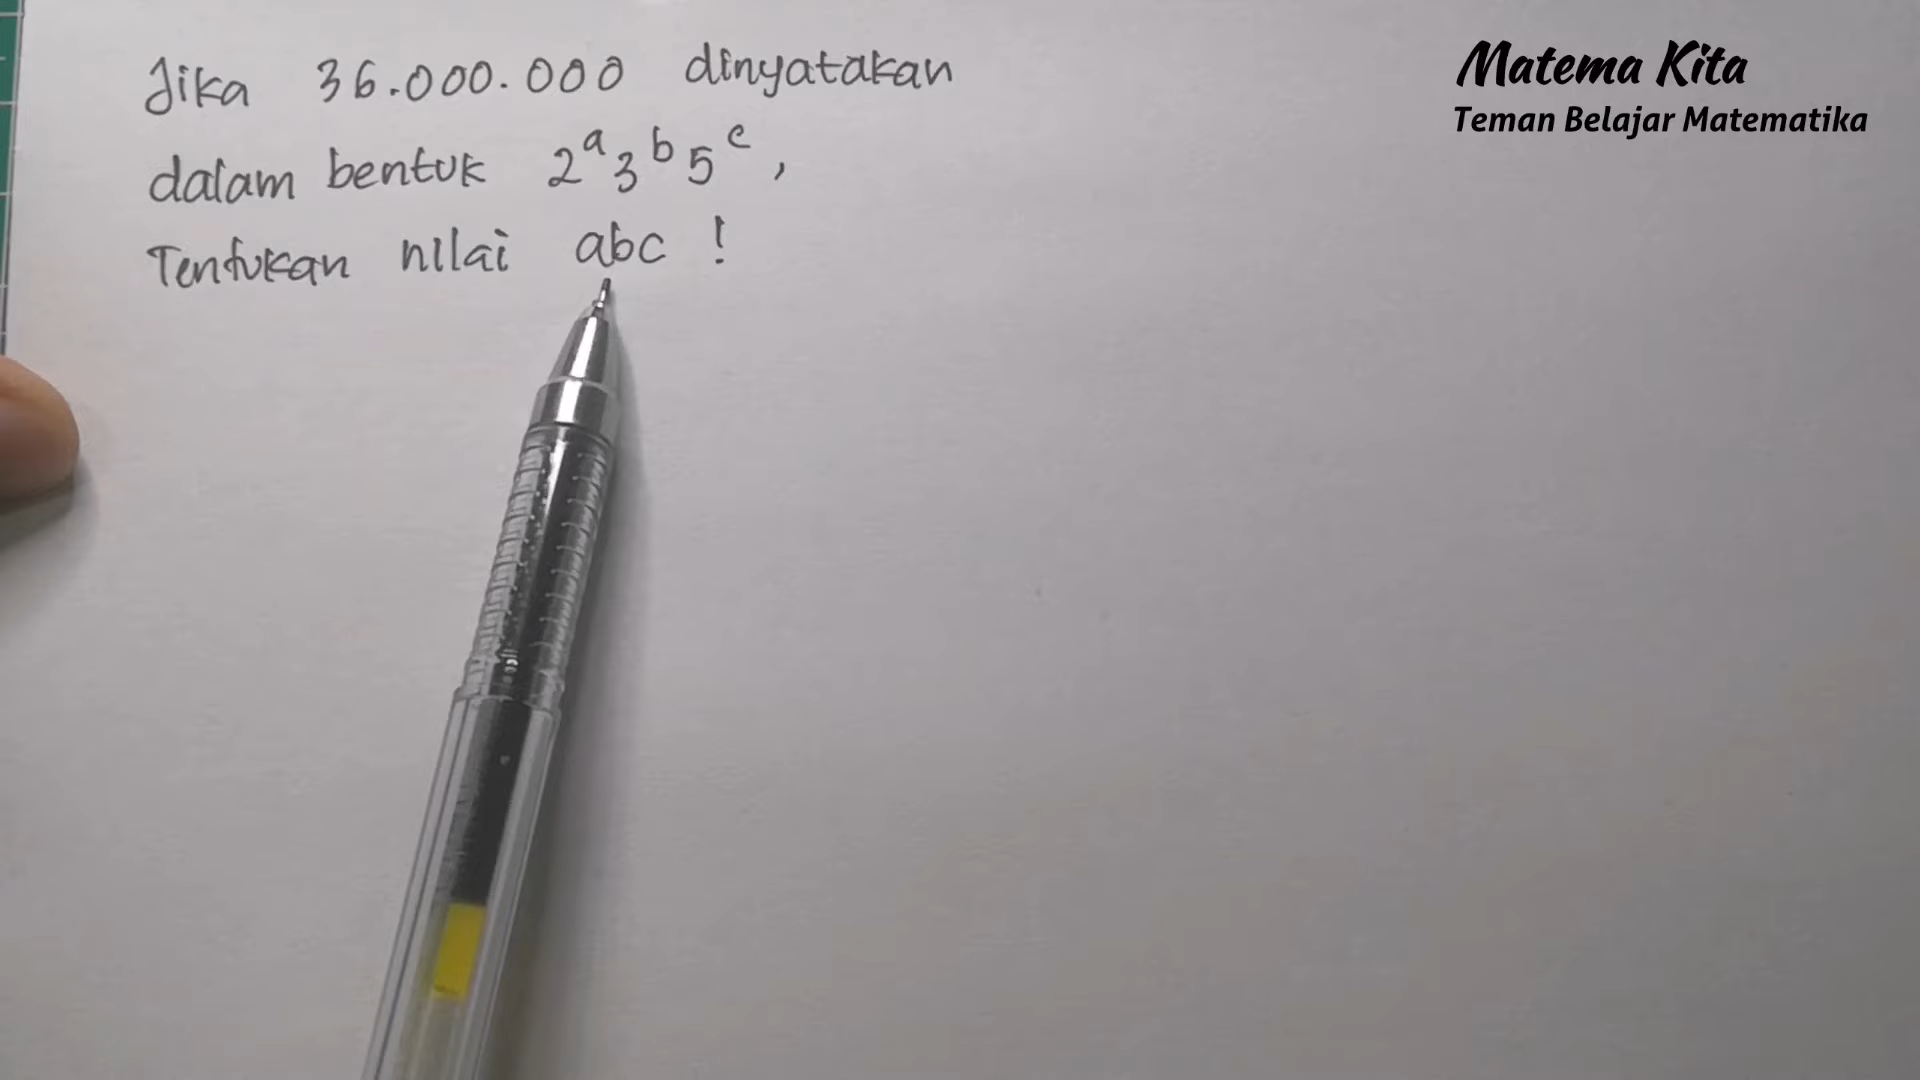 Jika 36.000.000 dinyatakan
dalam bentuk 2^a 3^b 5^c,
Tentukan nilai abc !
Matema Kita
Teman Belajar Matematika